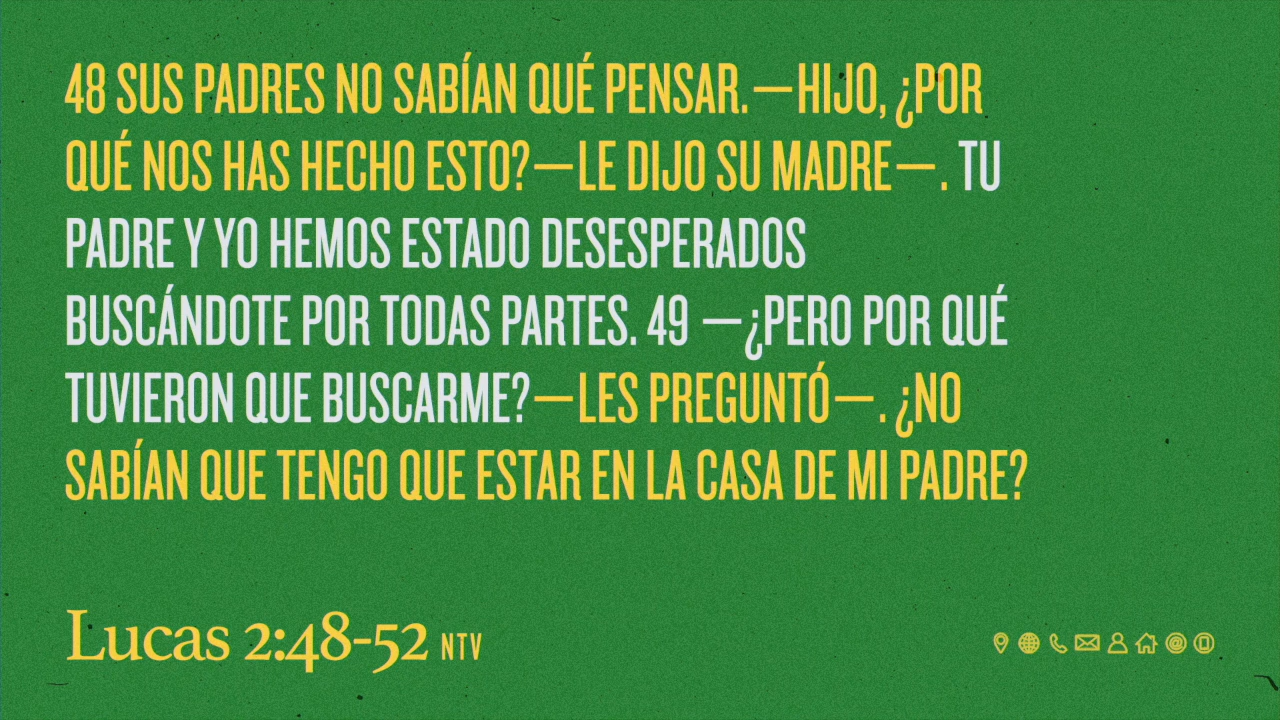 48 SUS PADRES NO SABÍAN QUÉ PENSAR.—HIJO, ¿POR
QUÉ NOS HAS HECHO ESTO?—LE DIJO SU MADRE—. TU
PADRE Y YO HEMOS ESTADO DESESPERADOS
BUSCÁNDOTE POR TODAS PARTES. 49 —¿PERO POR QUÉ
TUVIERON QUE BUSCARME?—LES PREGUNTÓ—. ¿NO
SABÍAN QUE TENGO QUE ESTAR EN LA CASA DE MI PADRE?
Lucas 2:48-52 NTV